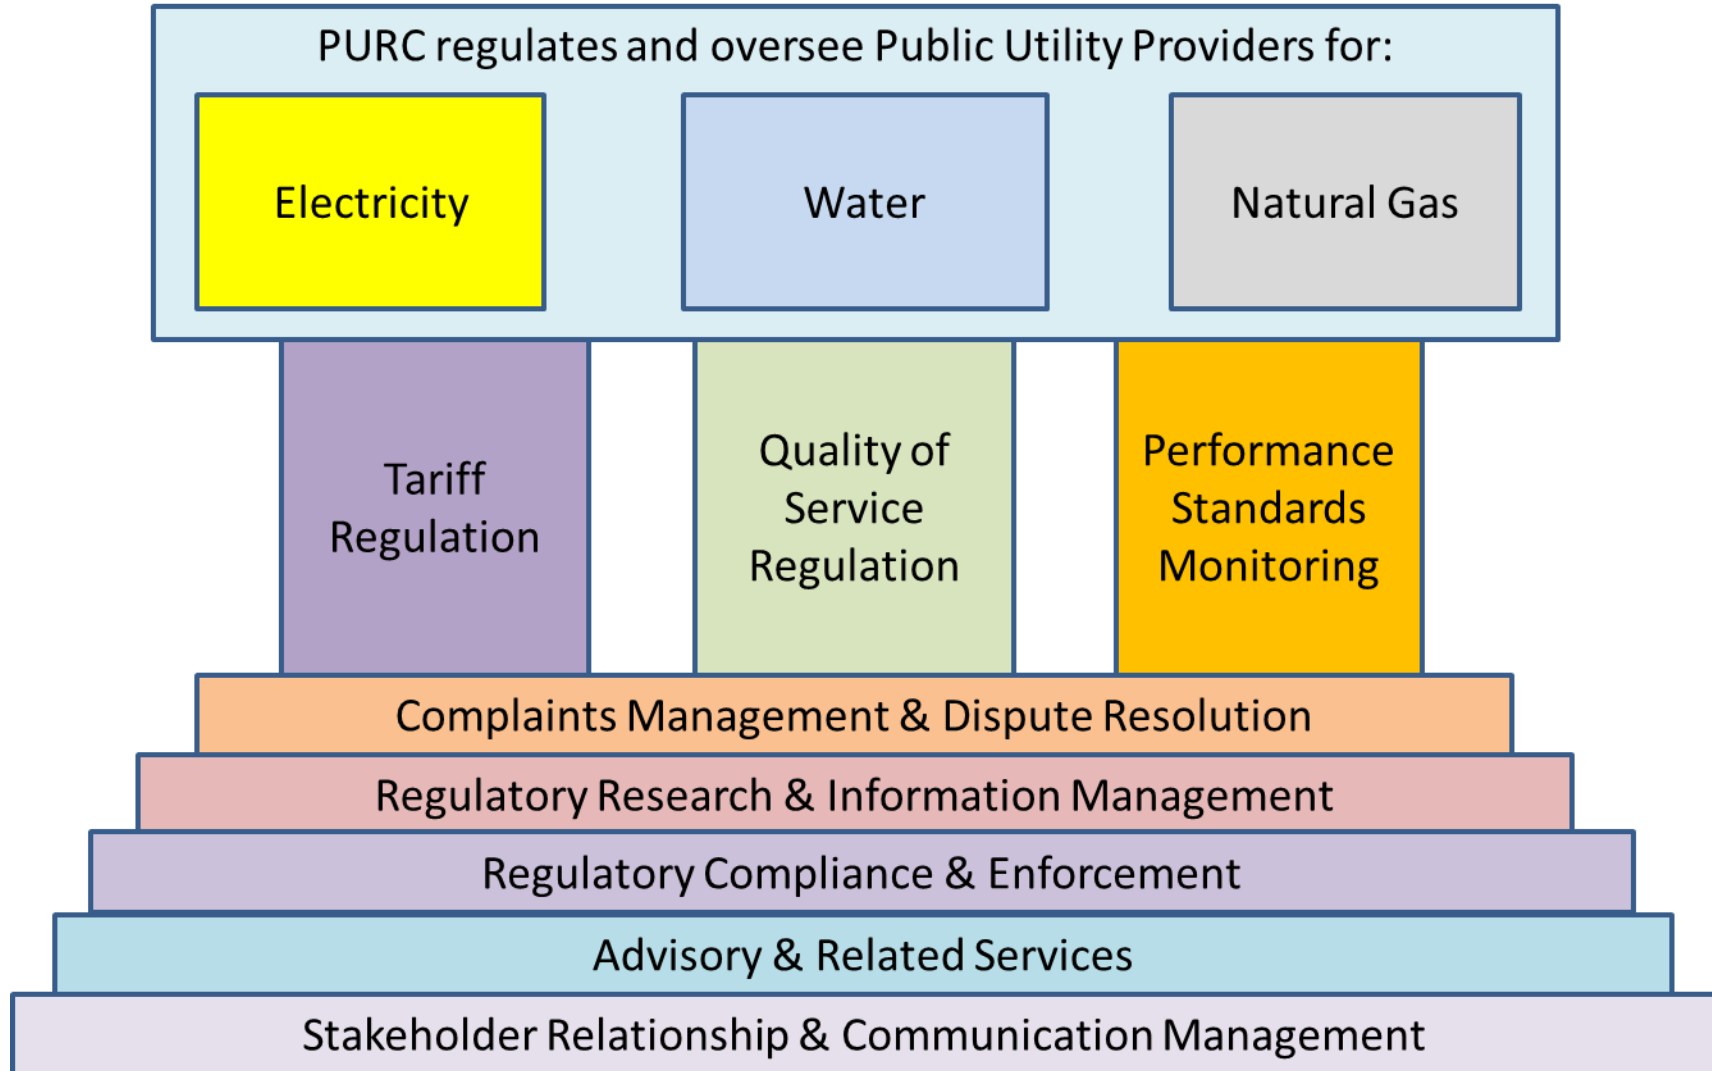 PURC regulates and oversee Public Utility Providers for:
Electricity
Water
Natural Gas
Tariff
Regulation
Quality of
Service
Regulation
Performance
Standards
Monitoring
Complaints Management & Dispute Resolution
Regulatory Research & Information Management
Regulatory Compliance & Enforcement
Advisory & Related Services
Stakeholder Relationship & Communication Management